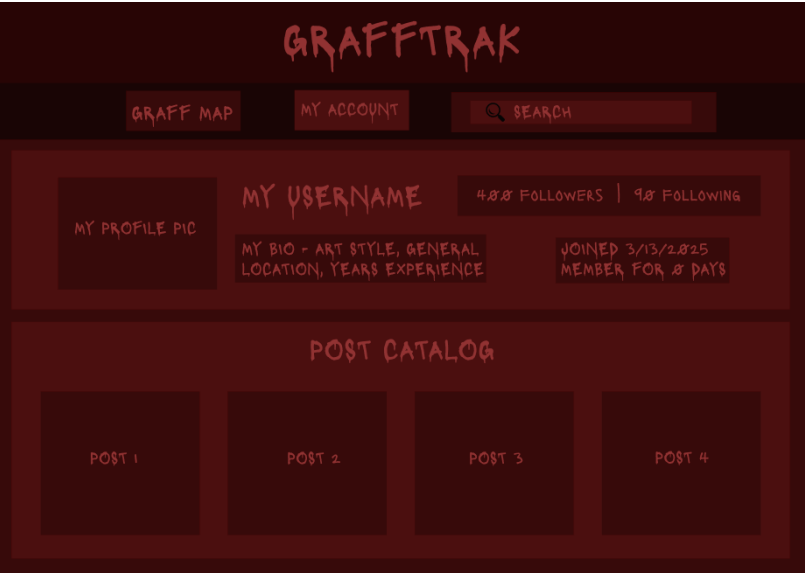 GRAFFTRAK
GRAFF MAP
MY ACCOUNT
SEARCH
MY PROFILE PIC
MY USERNAME
400 FOLLOWERS | 90 FOLLOWING
MY BIO - ART STYLE, GENERAL
LOCATION, YEARS EXPERIENCE
JOINED 3/13/2025
MEMBER FOR 0 DAYS
POST CATALOG
POST 1
POST 2
POST 3
POST 4